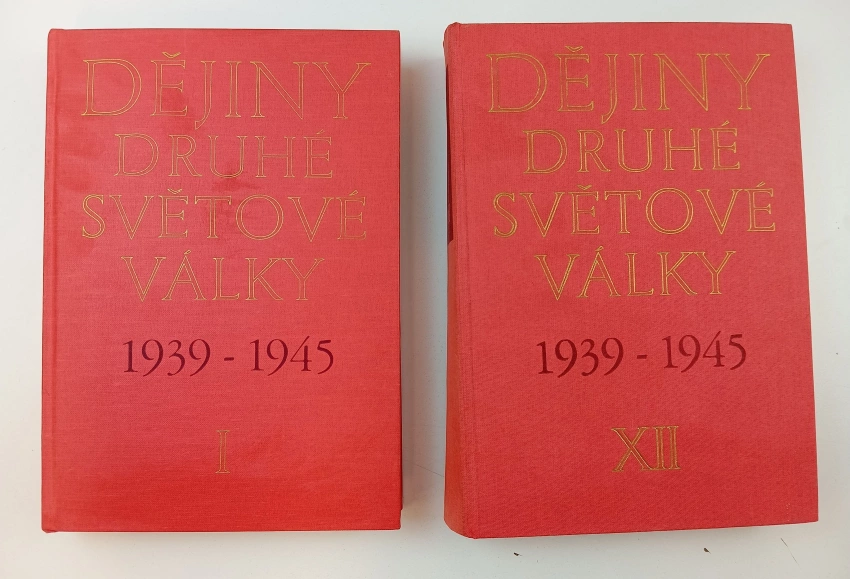 DĚJINY
DRUHÉ
SVĚTOVÉ
VÁLKY
1939 - 1945
I
DĚJINY
DRUHÉ
SVĚTOVÉ
VÁLKY
1939 - 1945
XII